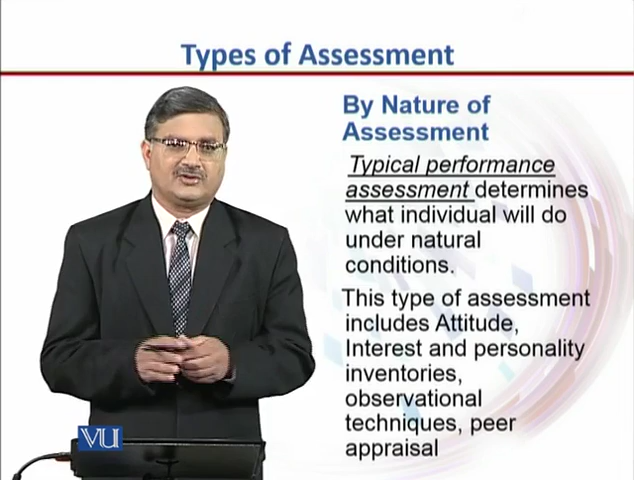 Types of Assessment
By Nature of
Assessment
Typical performance
assessment determines
what individual will do
under natural
conditions.
This type of assessment
includes Attitude,
Interest and personality
inventories,
observational
techniques, peer
appraisal
VU